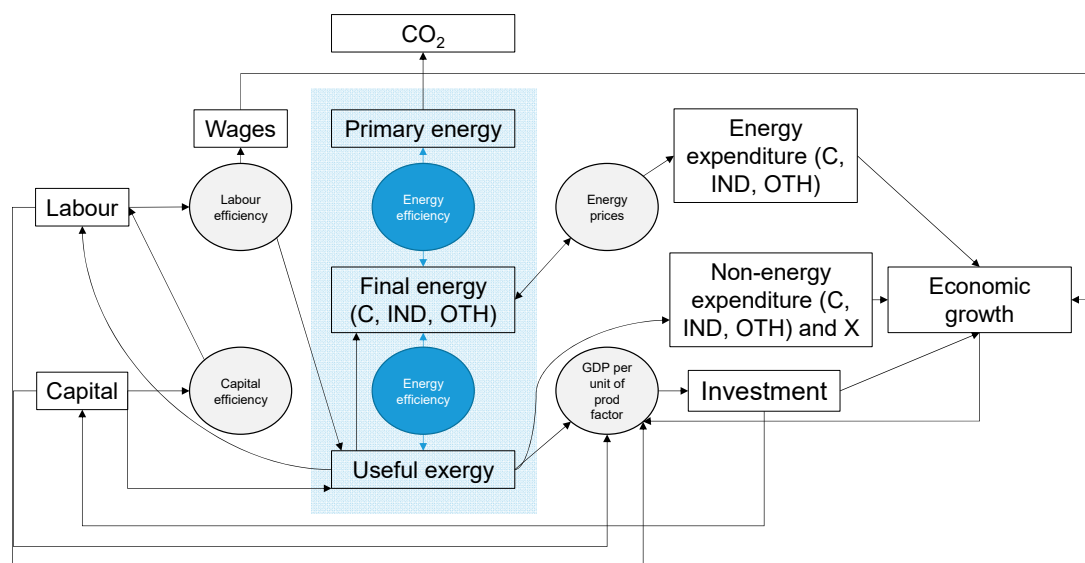 CO₂
Wages
Primary energy
Energy
expenditure (C,
IND, OTH)
Labour
Labour
efficiency
Energy
efficiency
Energy
prices
Final energy
(C, IND, OTH)
Non-energy
expenditure (C,
IND, OTH) and X
Economic
growth
Capital
Capital
efficiency
Energy
efficiency
GDP per
unit of
prod
factor
Investment
Useful exergy